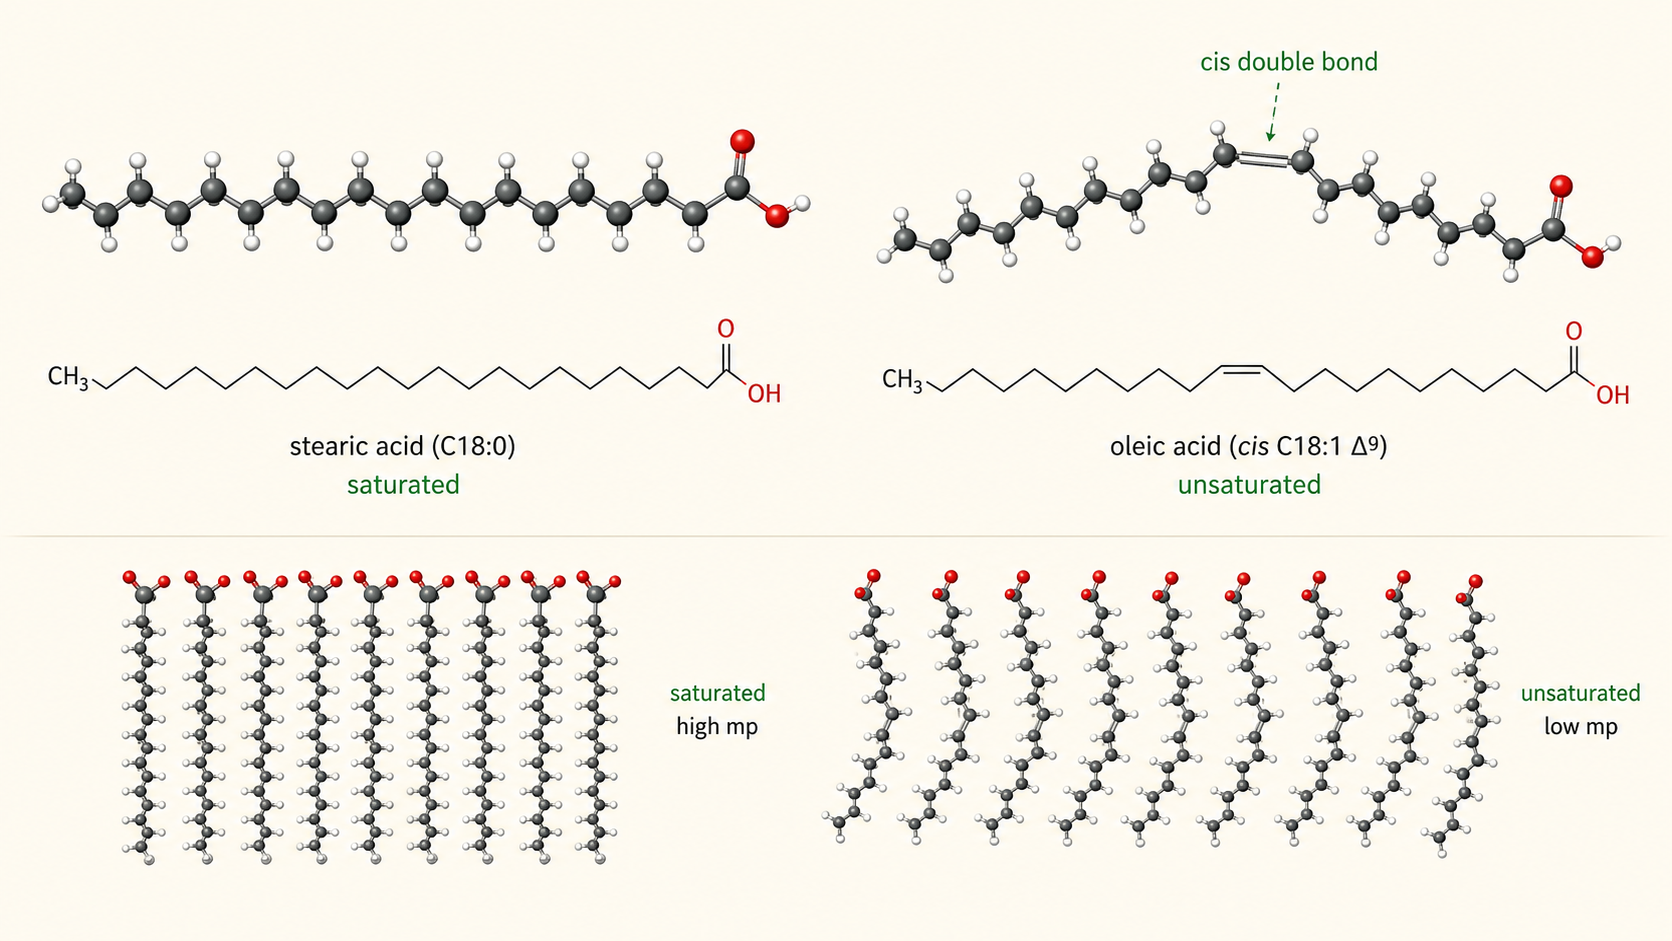 cis double bond
O
CH₃
OH
stearic acid (C18:0)
saturated
O
CH₃
OH
oleic acid (cis C18:1 Δ⁹)
unsaturated
saturated
high mp
unsaturated
low mp